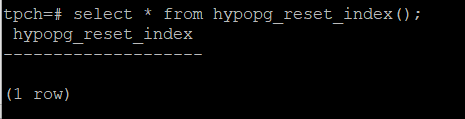 tpch=# select * from hypopg_reset_index();
 hypopg_reset_index
--------------------

(1 row)